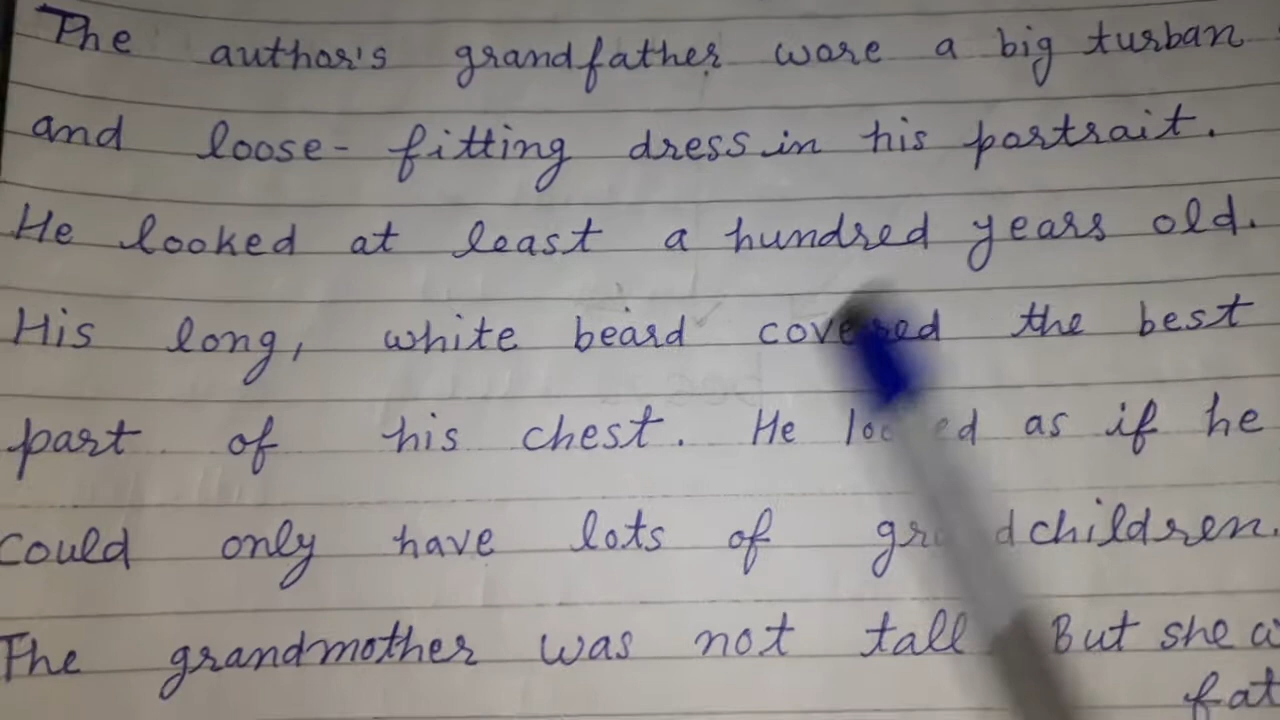 The author's grandfather wore a big turban
and loose-fitting dress in his portrait.
He looked at least a hundred years old.
His long, white beard covered the best
part of his chest. He looked as if he
could only have lots of grandchildren.
The grandmother was not tall But she
fat